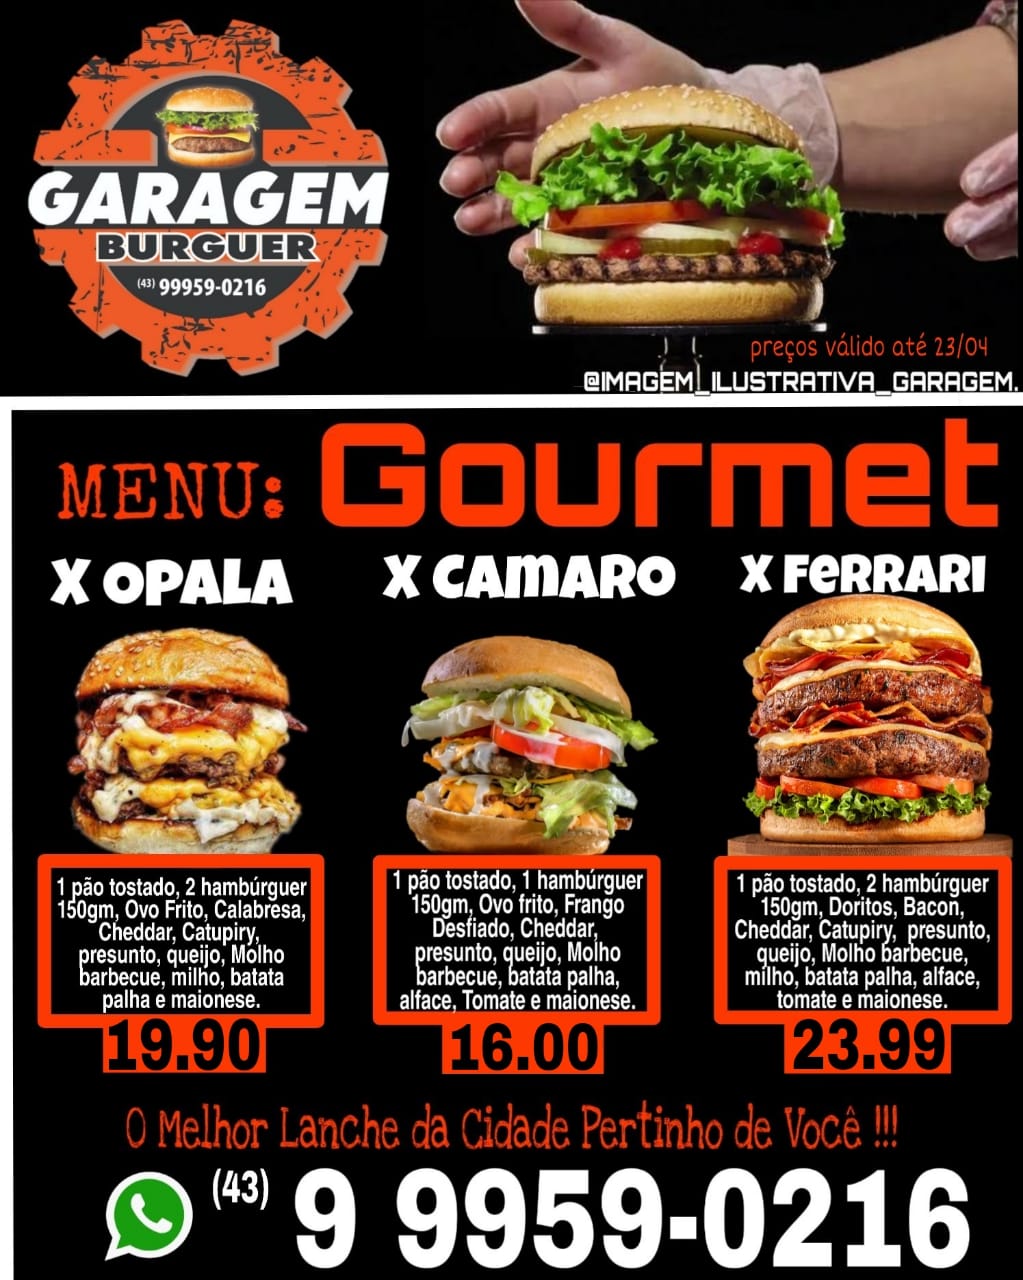 GARAGEM
BURGUER
(43) 99959-0216
preços válido até 23/04
@IMAGEM_ILUSTRATIVA_GARAGEM.
MENU: Gourmet
X OPALA
1 pão tostado, 2 hambúrguer
150gm, Ovo Frito, Calabresa,
Cheddar, Catupiry,
presunto, queijo, Molho
barbecue, milho, batata
palha e maionese.
19.90
X CAMARO
1 pão tostado, 1 hambúrguer
150gm, Ovo frito, Frango
Desfiado, Cheddar,
presunto, queijo, Molho
barbecue, batata palha,
alface, Tomate e maionese.
16.00
X FERRARI
1 pão tostado, 2 hambúrguer
150gm, Doritos, Bacon,
Cheddar, Catupiry, presunto,
queijo, Molho barbecue,
milho, batata palha, alface,
tomate e maionese.
23.99
O Melhor Lanche da Cidade Pertinho de Você !!!
(43) 9 9959-0216